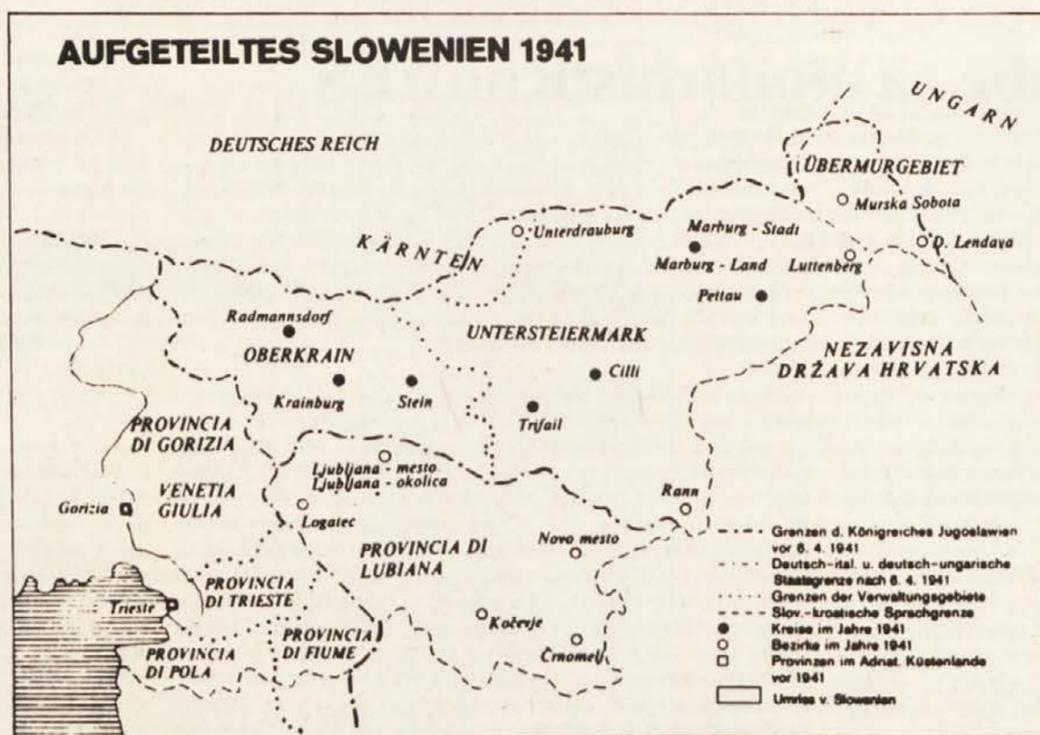 AUFGETEILTES SLOWENIEN 1941
UNGARN
DEUTSCHES REICH
ÜBERMURGEBIET
Murska Sobota
KÄRNTEN
Unterdrauburg
Marburg - Stadt
D. Lendava
Marburg - Land
Luttenberg
Pettau
Radmannsdorf
UNTERSTEIERMARK
OBERKRAIN
NEZAVISNA
DRŽAVA HRVATSKA
Cilli
Krainburg
Stein
Trifail
PROVINCIA
DI GORIZIA
Ljubljana - mesto
Ljubljana - okolica
VENETIA
GIULIA
Rann
Gorizia
Logatec
Novo mesto
PROVINCIA DI
LUBIANA
PROVINCIA
DI TRIESTE
Trieste
Kočevje
PROVINCIA
DI FIUME
Črnomelj
PROVINCIA
DI POLA
Grenzen d. Königreiches Jugoslawien
vor 6. 4. 1941
Deutsch-ital. u. deutsch-ungarische
Staatsgrenze nach 6. 4. 1941
Grenzen der Verwaltungsgebiete
Slov.-kroatische Sprachgrenze
Kreise im Jahre 1941
Bezirke im Jahre 1941
Provinzen im Adriat. Küstenlande
vor 1941
Umriss v. Slowenien